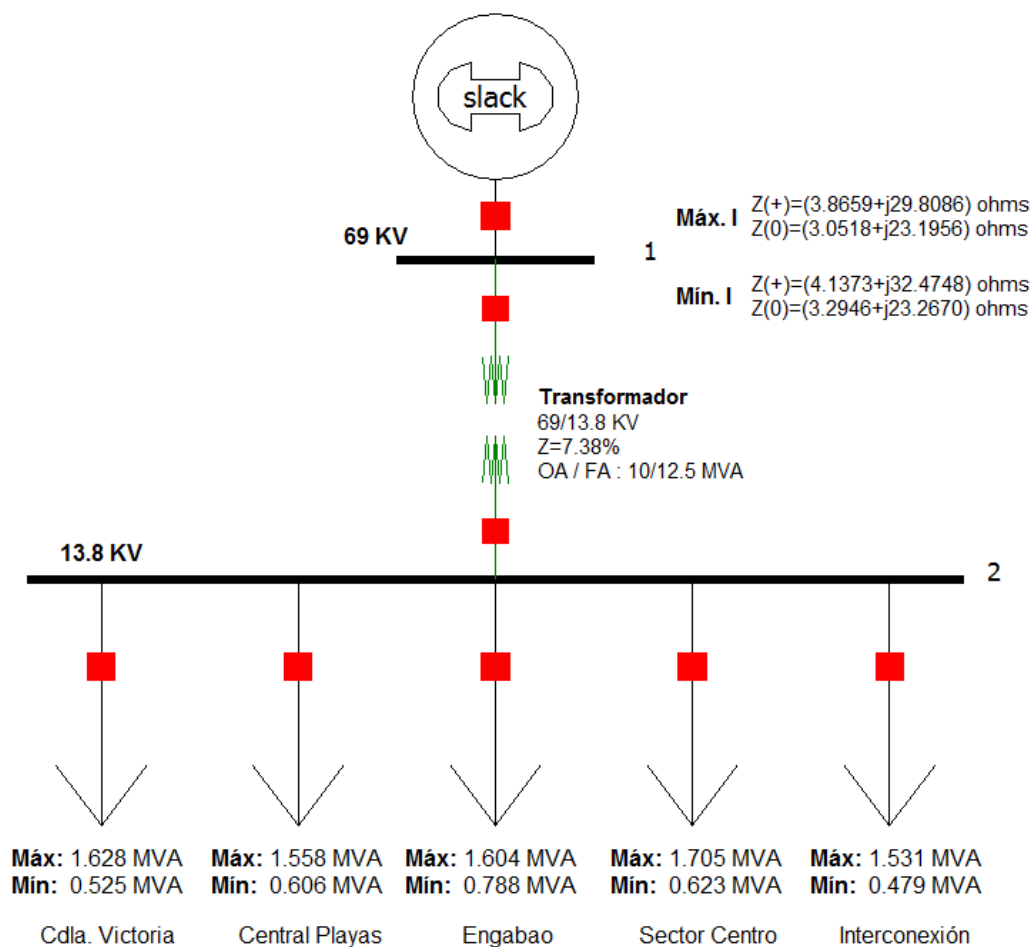 slack
69 KV
1
Máx. I
Z(+)=(3.8659+j29.8086) ohms
Z(0)=(3.0518+j23.1956) ohms
Mín. I
Z(+)=(4.1373+j32.4748) ohms
Z(0)=(3.2946+j23.2670) ohms
Transformador
69/13.8 KV
Z=7.38%
OA / FA : 10/12.5 MVA
13.8 KV
2
Máx: 1.628 MVA
Mín: 0.525 MVA
Cdla. Victoria
Máx: 1.558 MVA
Mín: 0.606 MVA
Central Playas
Máx: 1.604 MVA
Mín: 0.788 MVA
Engabao
Máx: 1.705 MVA
Mín: 0.623 MVA
Sector Centro
Máx: 1.531 MVA
Mín: 0.479 MVA
Interconexión